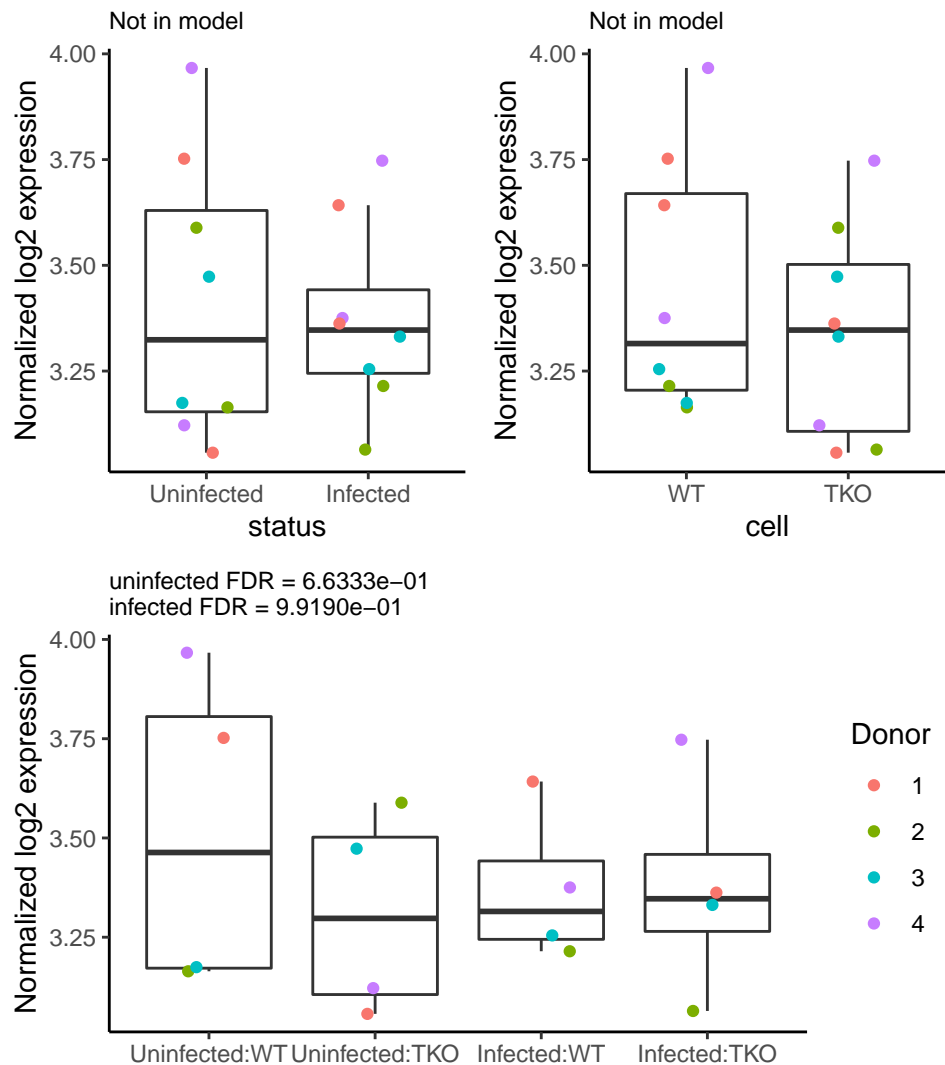 Not in model
Normalized log2 expression
4.00
3.75
3.50
3.25
Uninfected Infected
status
Not in model
Normalized log2 expression
4.00
3.75
3.50
3.25
WT TKO
cell
uninfected FDR = 6.6333e−01
infected FDR = 9.9190e−01
Normalized log2 expression
4.00
3.75
3.50
3.25
Uninfected:WT Uninfected:TKO Infected:WT Infected:TKO
Donor
1
2
3
4